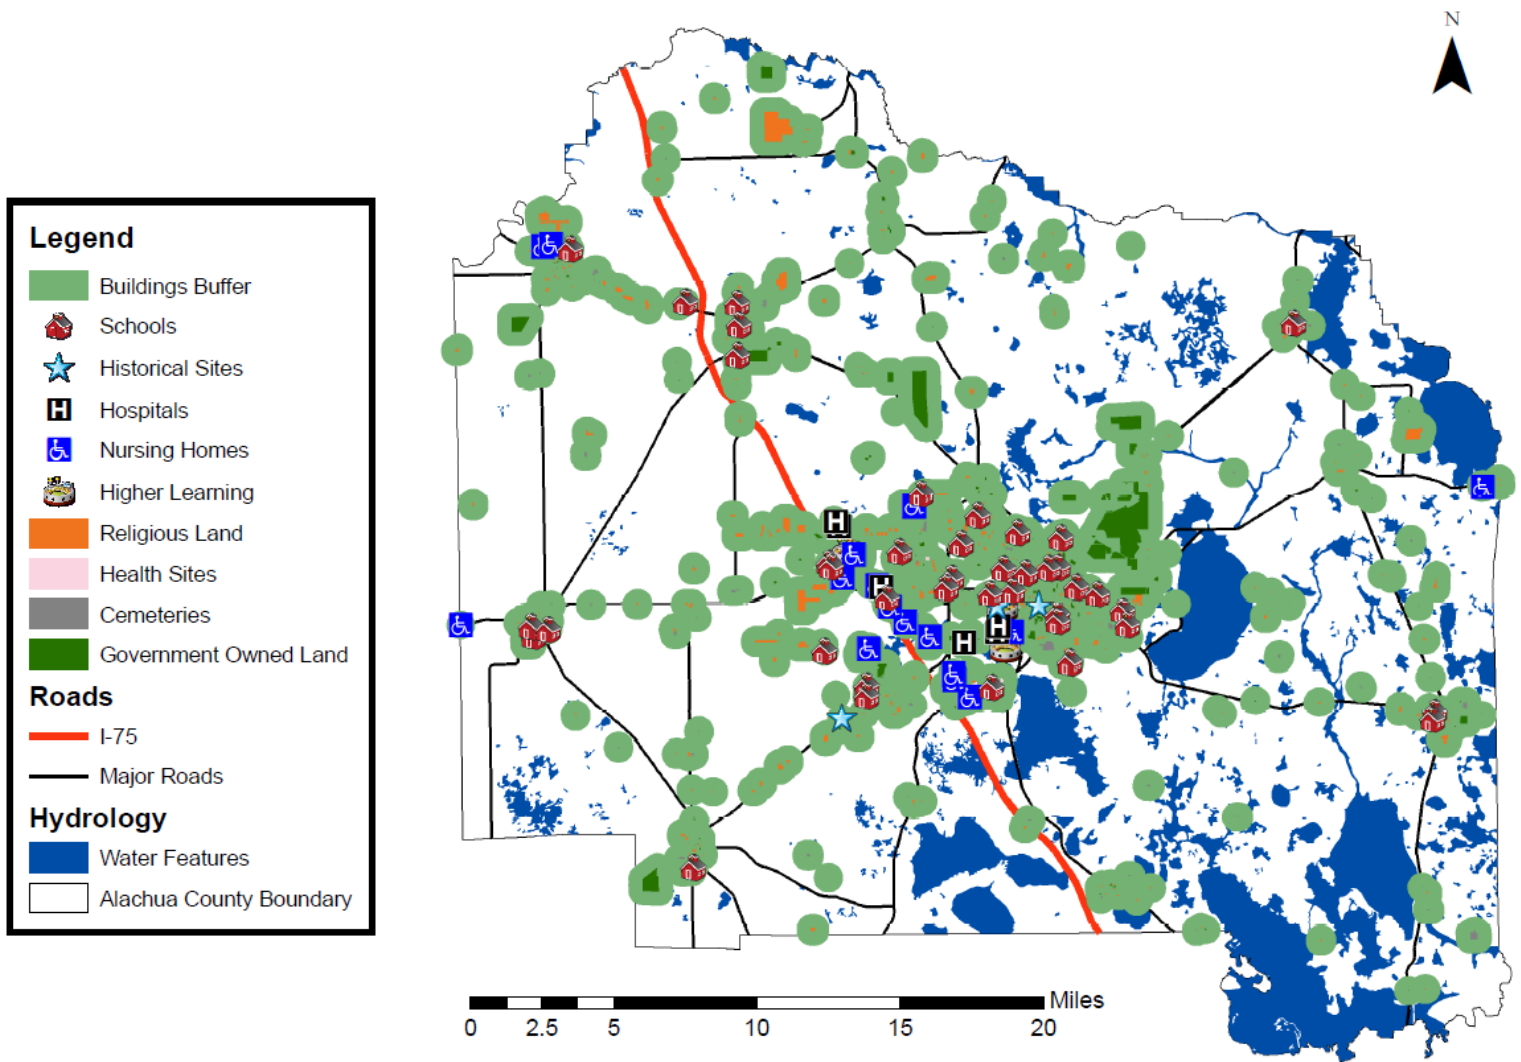 N
Legend
Buildings Buffer
Schools
Historical Sites
H Hospitals
Nursing Homes
Higher Learning
Religious Land
Health Sites
Cemeteries
Government Owned Land
Roads
I-75
Major Roads
Hydrology
Water Features
Alachua County Boundary
H
H
H
H
Miles
0 2.5 5 10 15 20